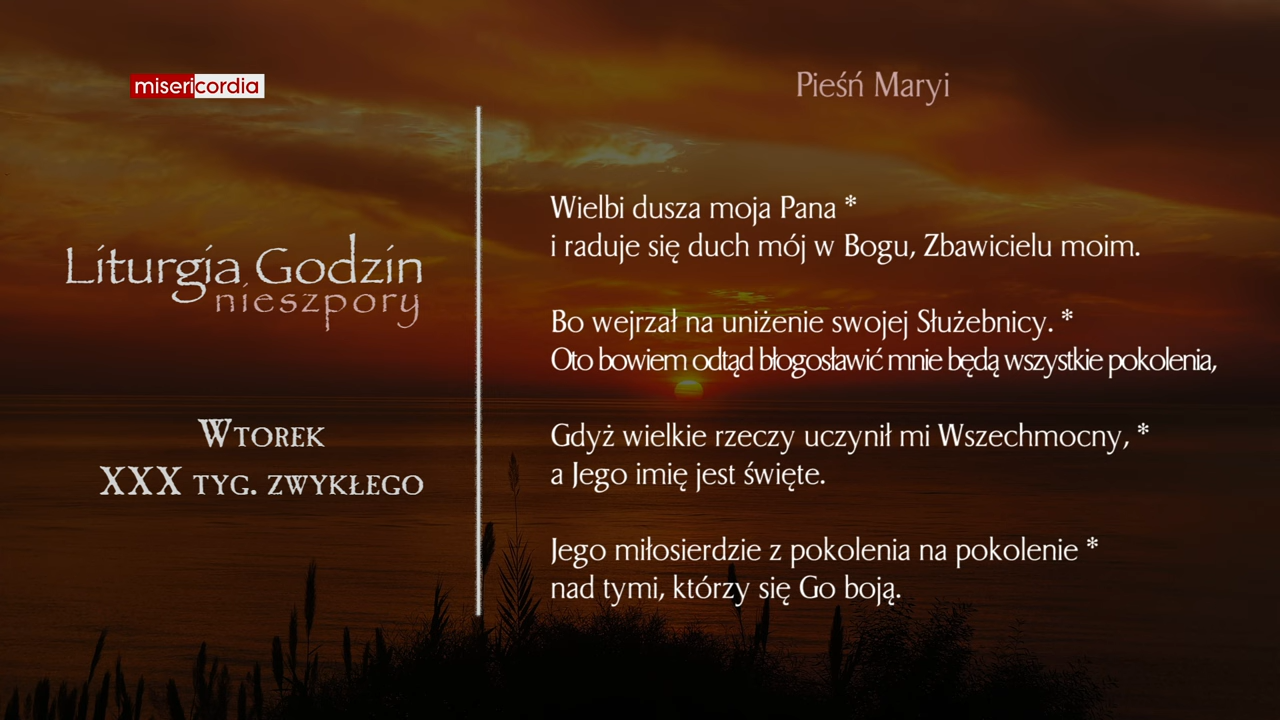 misericordia
Liturgia Godzin
nieszpory
Wtorek
XXX tyg. zwykłego
Pieśń Maryi
Wielbi dusza moja Pana *
i raduje się duch mój w Bogu, Zbawicielu moim.
Bo wejrzał na uniżenie swojej Służebnicy. *
Oto bowiem odtąd błogosławić mnie będą wszystkie pokolenia,
Gdyż wielkie rzeczy uczynił mi Wszechmocny, *
a Jego imię jest święte.
Jego miłosierdzie z pokolenia na pokolenie *
nad tymi, którzy się Go boją.